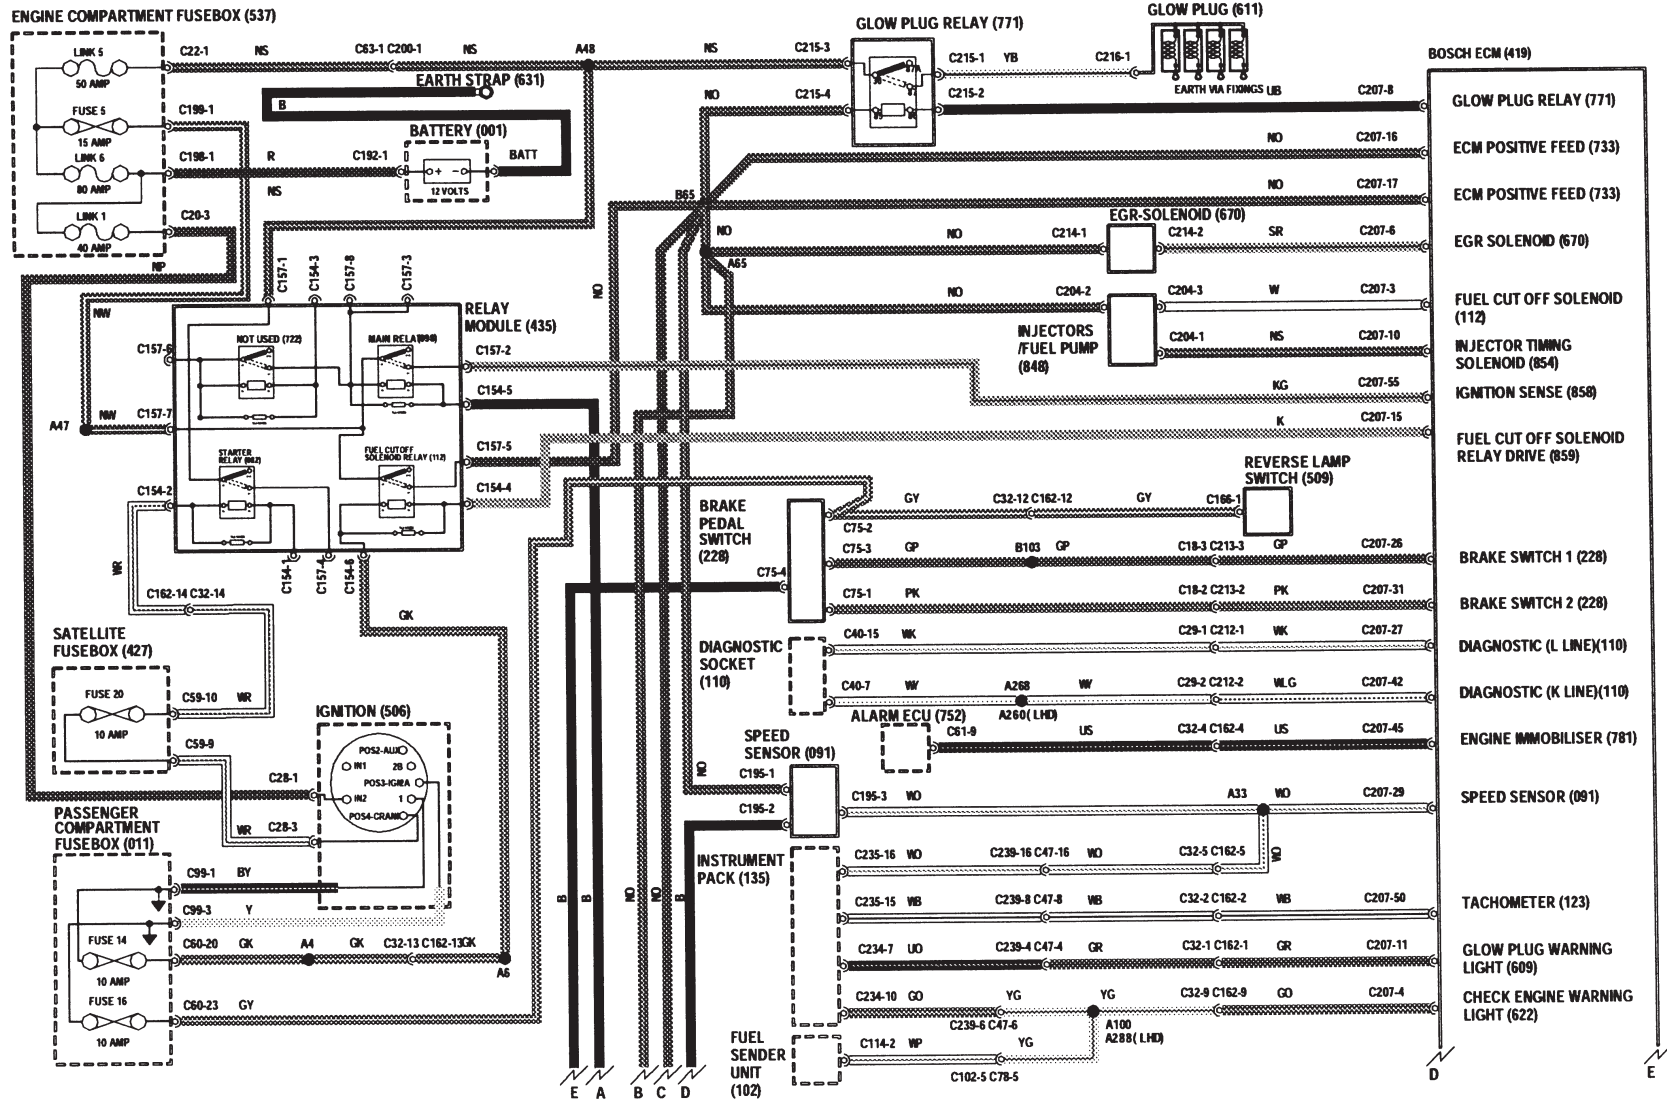 ENGINE COMPARTMENT FUSEBOX (537)
LINK 5
50 AMP
FUSE 5
15 AMP
LINK 6
80 AMP
LINK 1
40 AMP
C22-1
NS
C63-1 C200-1
NS
A48
NS
C215-3
C199-1
EARTH STRAP (631)
B
NO
C215-4
C198-1
R
C192-1
BATTERY (001)
+ -
12 VOLTS
BATT
NS
C20-3
NP
GLOW PLUG RELAY (771)
C215-1
YB
C216-1
GLOW PLUG (611)
EARTH VIA FIXINGS
C215-2
UB
C207-8
BOSCH ECM (419)
GLOW PLUG RELAY (771)
NO
C207-16
ECM POSITIVE FEED (733)
B65
NO
C207-17
ECM POSITIVE FEED (733)
EGR-SOLENOID (670)
NO
NO
C214-1
C214-2
SR
C207-6
EGR SOLENOID (670)
A65
NO
NO
C204-2
C204-3
W
C207-3
FUEL CUT OFF SOLENOID
(112)
INJECTORS
/FUEL PUMP
(848)
C204-1
NS
C207-10
INJECTOR TIMING
SOLENOID (854)
NW
C157-1
C154-3
C157-8
C157-3
RELAY
MODULE (435)
NOT USED (722)
MAIN RELAY
C157-6
C157-2
KG
C207-55
IGNITION SENSE (858)
C154-5
A47
NW
C157-7
K
C207-15
FUEL CUT OFF SOLENOID
RELAY DRIVE (859)
STARTER
RELAY
FUEL CUTOFF
SOLENOID RELAY (112)
C157-5
C154-2
C154-4
C154-1
C157-4
C154-6
WR
C162-14 C32-14
GK
BRAKE
PEDAL
SWITCH
(228)
C75-2
GY
C32-12 C162-12
GY
C166-1
REVERSE LAMP
SWITCH (509)
C75-3
GP
B103
GP
C18-3 C213-3
GP
C207-26
BRAKE SWITCH 1 (228)
C75-4
C75-1
PK
C18-2 C213-2
PK
C207-31
BRAKE SWITCH 2 (228)
SATELLITE
FUSEBOX (427)
FUSE 20
10 AMP
C59-10
WR
C59-9
DIAGNOSTIC
SOCKET
(110)
C40-15
WK
C29-1 C212-1
WK
C207-27
DIAGNOSTIC (L LINE)(110)
C40-7
WY
A268
A260( LHD)
WY
C29-2 C212-2
WLG
C207-42
DIAGNOSTIC (K LINE)(110)
ALARM ECU (752)
C61-9
US
C32-4 C162-4
US
C207-45
ENGINE IMMOBILISER (781)
IGNITION (506)
POS2-AUX
IN1
2B
POS3-IGN
2A
IN2
1
POS4-CRANK
C28-1
WR
C28-3
SPEED
SENSOR (091)
NO
C195-1
C195-2
C195-3
WO
A33
WO
C207-29
SPEED SENSOR (091)
PASSENGER
COMPARTMENT
FUSEBOX (011)
C99-1
BY
C99-3
Y
FUSE 14
10 AMP
FUSE 16
10 AMP
C60-20
GK
A4
GK
C32-13 C162-13
GK
A6
C60-23
GY
INSTRUMENT
PACK (135)
C235-16
WO
C239-16 C47-16
WO
C32-5 C162-5
WO
C235-15
WB
C239-8 C47-8
WB
C32-2 C162-2
WB
C207-50
TACHOMETER (123)
C234-7
UO
C239-4 C47-4
GR
C32-1 C162-1
GR
C207-11
GLOW PLUG WARNING
LIGHT (609)
C234-10
GO
C239-6 C47-6
YG
YG
A100
A288( LHD)
C32-9 C162-9
GO
C207-4
CHECK ENGINE WARNING
LIGHT (622)
FUEL
SENDER
UNIT
(102)
C114-2
WP
C102-5 C78-5
YG
B
B
NO
NO
B
E
A
B
C
D
D
E